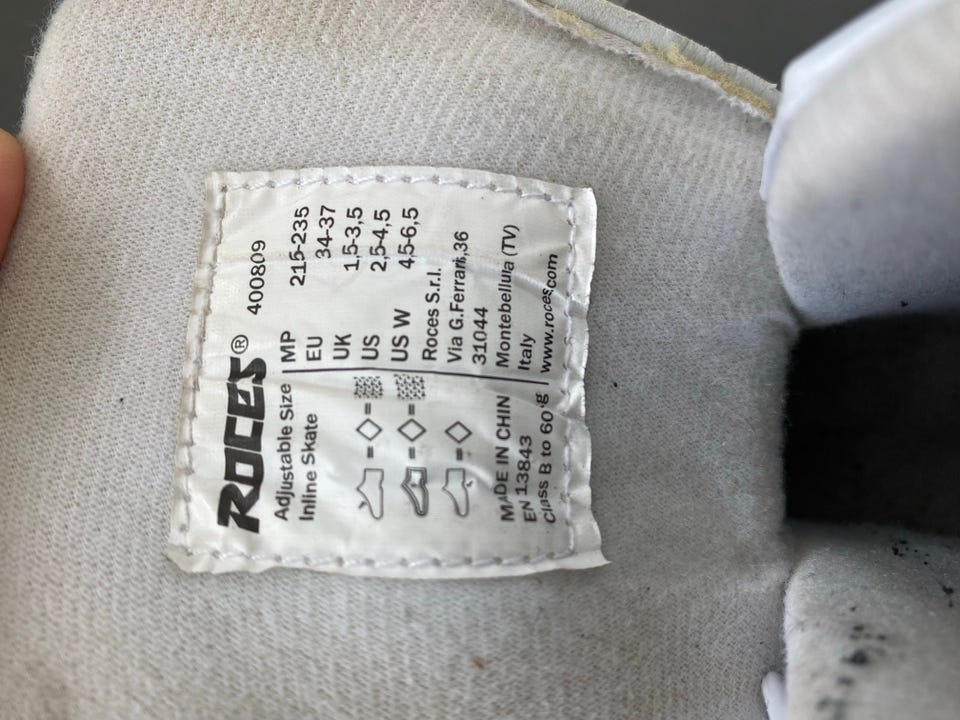 ROCES® 400809
Adjustable Size
Inline Skate
MP 215-235
EU 34-37
UK 1,5-3,5
US 2,5-4,5
US W 4,5-6,5
Roces S.r.l.
Via G.Ferrari,36
31044
Montebelluna (TV)
Italy
www.roces.com
MADE IN CHIN
EN 13843
class B to 60 g